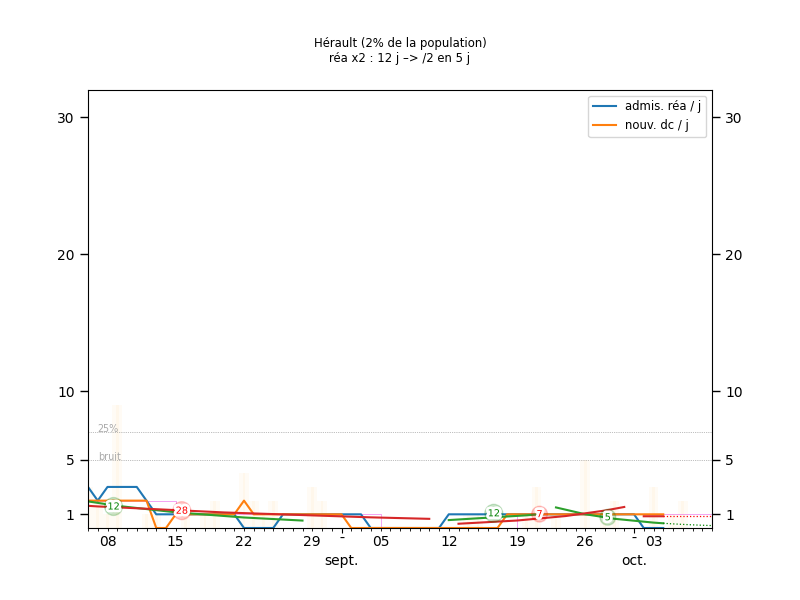 Hérault (2% de la population)
réa x2 : 12 j –> /2 en 5 j
admis. réa / j
nouv. dc / j
30 30
20 20
10 10
25%
5 bruit 5
1 12 28 12 7 5 1
08 15 22 29 - 05 12 19 26 - 03
sept. oct.